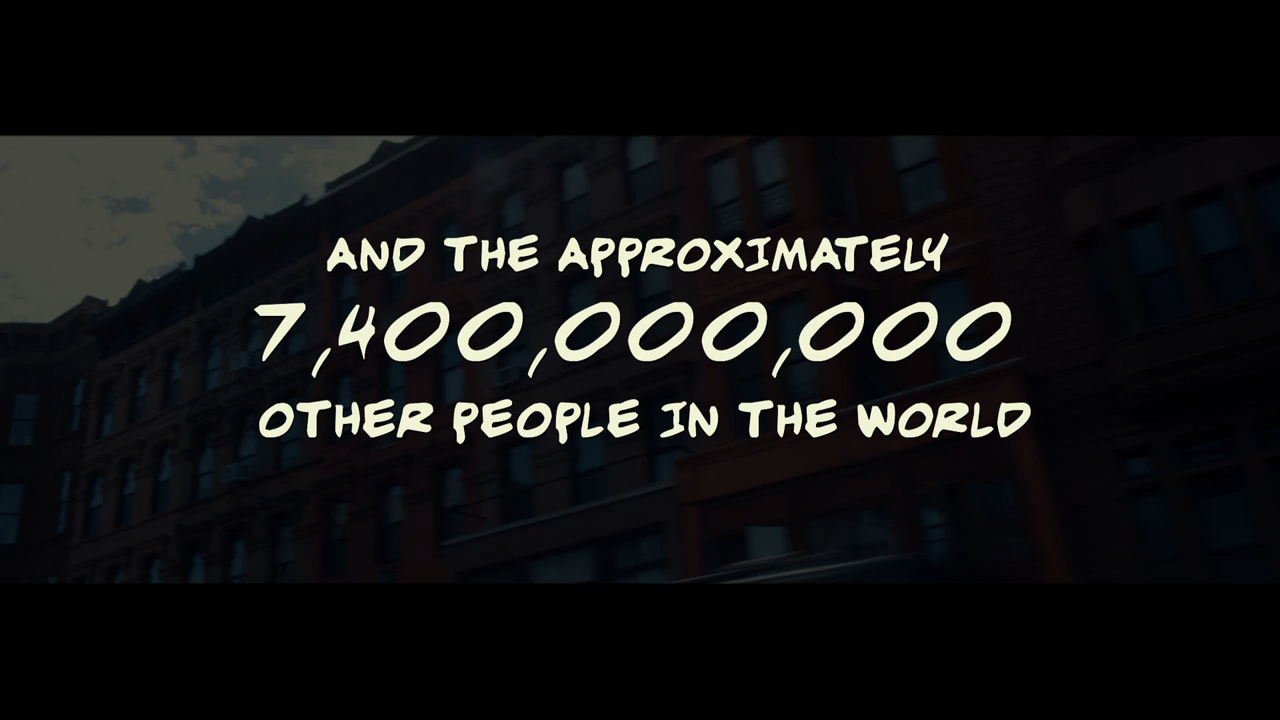 AND THE APPROXIMATELY
7,400,000,000
OTHER PEOPLE IN THE WORLD